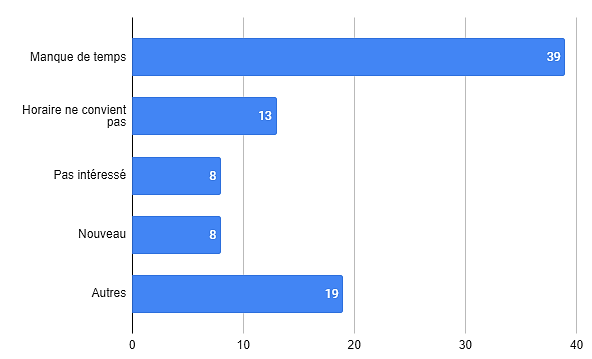 Manque de temps
39
Horaire ne convient
pas
13
Pas intéressé
8
Nouveau
8
Autres
19
0 10 20 30 40